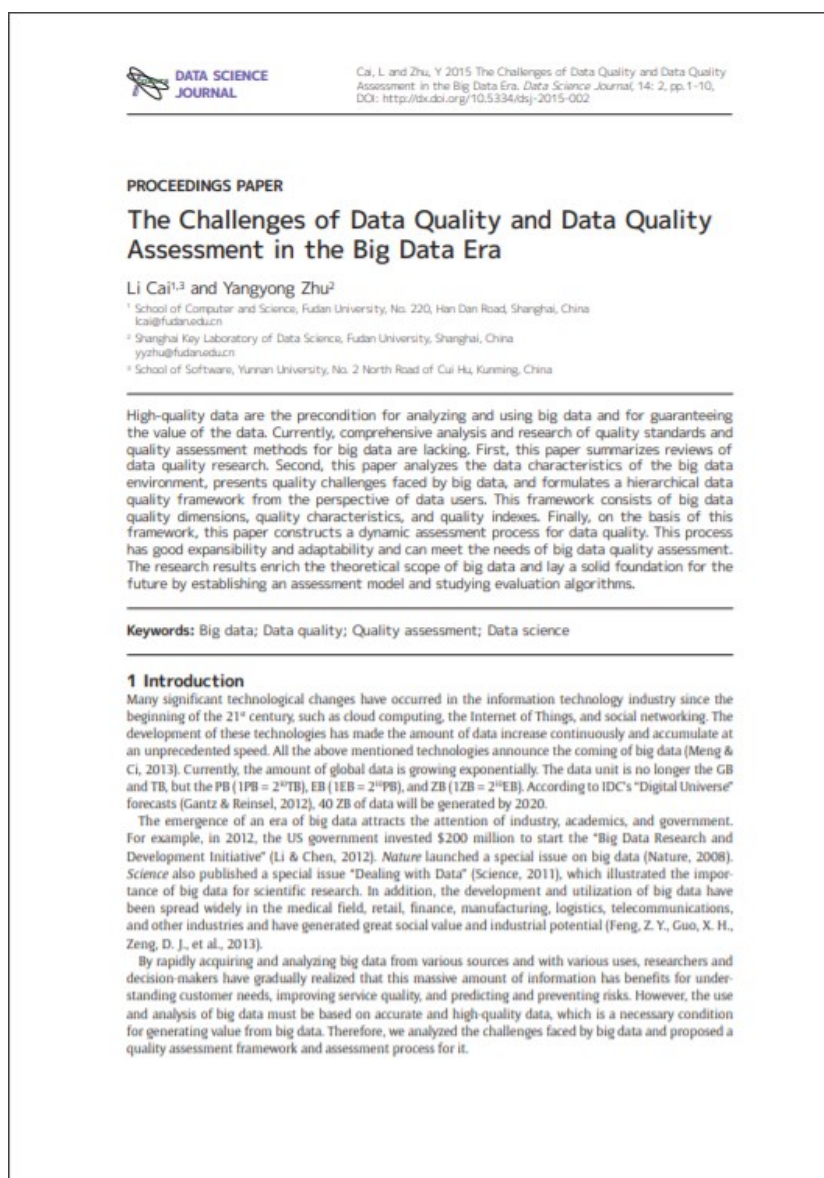 DATA SCIENCE
JOURNAL
Cai, L and Zhu, Y 2015 The Challenges of Data Quality and Data Quality
Assessment in the Big Data Era. Data Science Journal, 14: 2, pp. 1-10,
DOI: http://dx.doi.org/10.5334/dsj-2015-002
PROCEEDINGS PAPER
The Challenges of Data Quality and Data Quality
Assessment in the Big Data Era
Li Cai¹,³ and Yangyong Zhu²
¹ School of Computer and Science, Fudan University, No. 220, Han Dan Road, Shanghai, China
lcai@fudan.edu.cn
² Shanghai Key Laboratory of Data Science, Fudan University, Shanghai, China
yyzhu@fudan.edu.cn
³ School of Software, Yunnan University, No. 2 North Road of Cui Hu, Kunming, China
High-quality data are the precondition for analyzing and using big data and for guaranteeing
the value of the data. Currently, comprehensive analysis and research of quality standards and
quality assessment methods for big data are lacking. First, this paper summarizes reviews of
data quality research. Second, this paper analyzes the data characteristics of the big data
environment, presents quality challenges faced by big data, and formulates a hierarchical data
quality framework from the perspective of data users. This framework consists of big data
quality dimensions, quality characteristics, and quality indexes. Finally, on the basis of this
framework, this paper constructs a dynamic assessment process for data quality. This process
has good expansibility and adaptability and can meet the needs of big data quality assessment.
The research results enrich the theoretical scope of big data and lay a solid foundation for the
future by establishing an assessment model and studying evaluation algorithms.
Keywords: Big data; Data quality; Quality assessment; Data science
1 Introduction
Many significant technological changes have occurred in the information technology industry since the
beginning of the 21st century, such as cloud computing, the Internet of Things, and social networking. The
development of these technologies has made the amount of data increase continuously and accumulate at
an unprecedented speed. All the above mentioned technologies announce the coming of big data (Meng &
Ci, 2013). Currently, the amount of global data is growing exponentially. The data unit is no longer the GB
and TB, but the PB (1PB = 2¹⁰TB), EB (1EB = 2¹⁰PB), and ZB (1ZB = 2¹⁰EB). According to IDC's "Digital Universe"
forecasts (Gantz & Reinsel, 2012), 40 ZB of data will be generated by 2020.
The emergence of an era of big data attracts the attention of industry, academics, and government.
For example, in 2012, the US government invested $200 million to start the "Big Data Research and
Development Initiative" (Li & Chen, 2012). Nature launched a special issue on big data (Nature, 2008).
Science also published a special issue "Dealing with Data" (Science, 2011), which illustrated the impor-
tance of big data for scientific research. In addition, the development and utilization of big data have
been spread widely in the medical field, retail, finance, manufacturing, logistics, telecommunications,
and other industries and have generated great social value and industrial potential (Feng, Z. Y., Guo, X. H.,
Zeng, D. J., et al., 2013).
By rapidly acquiring and analyzing big data from various sources and with various uses, researchers and
decision-makers have gradually realized that this massive amount of information has benefits for under-
standing customer needs, improving service quality, and predicting and preventing risks. However, the use
and analysis of big data must be based on accurate and high-quality data, which is a necessary condition
for generating value from big data. Therefore, we analyzed the challenges faced by big data and proposed a
quality assessment framework and assessment process for it.